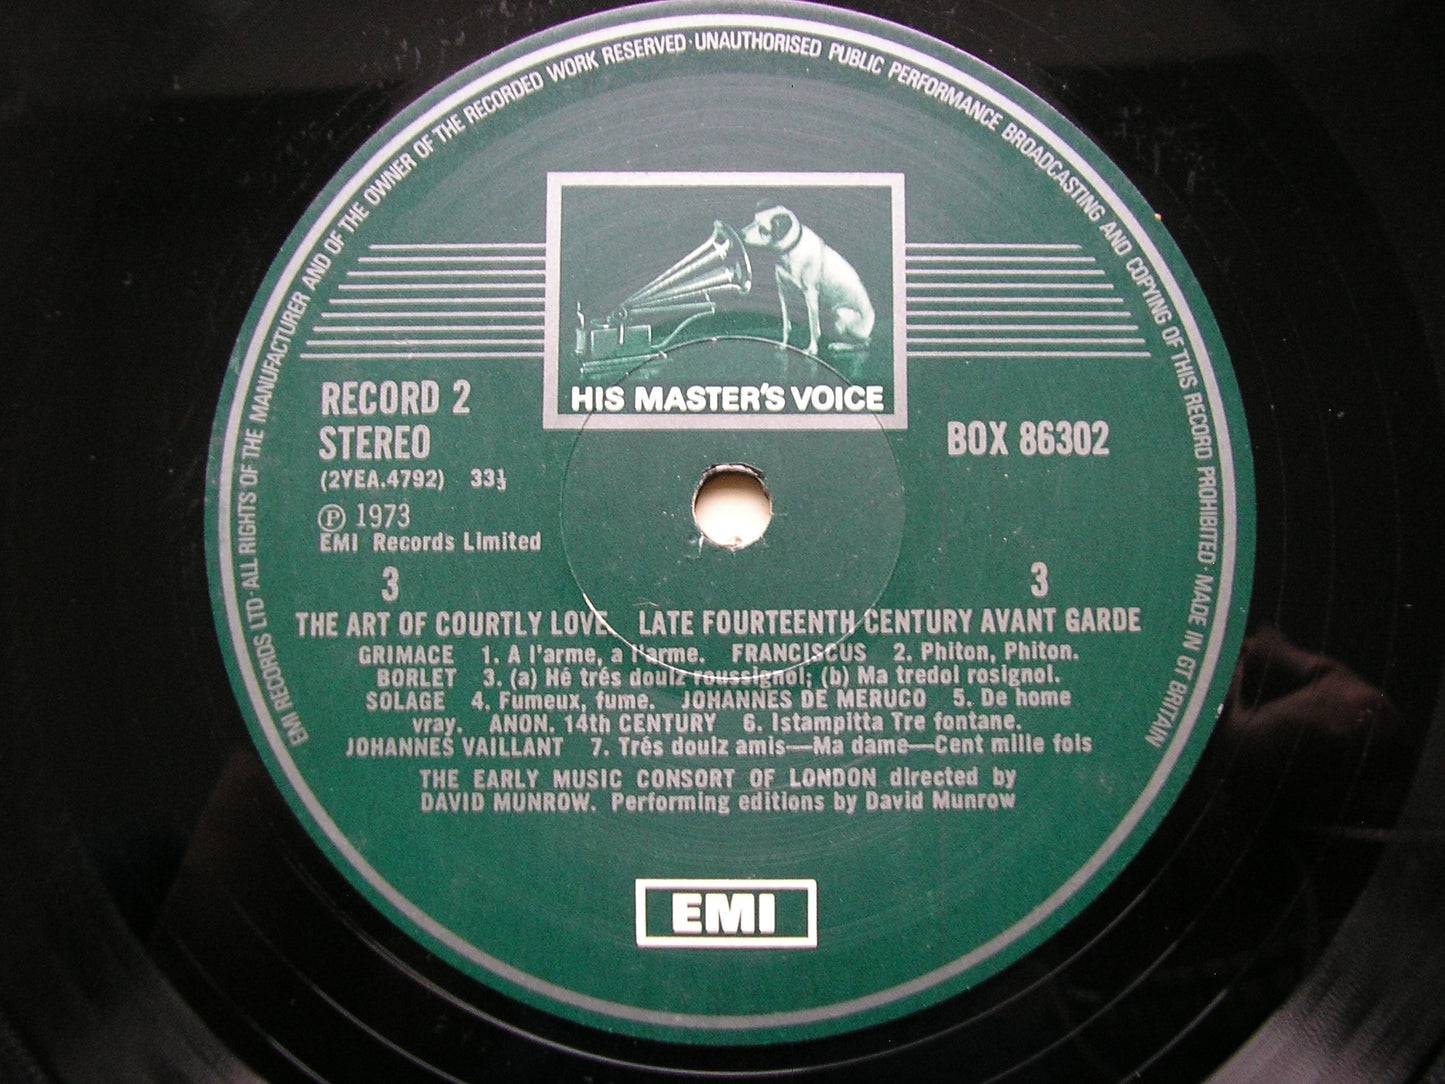 EMI RECORDS LTD · ALL RIGHTS OF THE MANUFACTURER AND OF THE OWNER OF THE RECORDED WORK RESERVED · UNAUTHORISED PUBLIC PERFORMANCE BROADCASTING AND COPYING OF THIS RECORD PROHIBITED · MADE IN GT BRITAIN
HIS MASTER'S VOICE
RECORD 2
STEREO
(2YEA.4792) 33⅓
℗ 1973
EMI Records Limited
BOX 86302
3 3
THE ART OF COURTLY LOVE. LATE FOURTEENTH CENTURY AVANT GARDE
GRIMACE 1. A l'arme, a l'arme. FRANCISCUS 2. Phiton, Phiton.
BORLET 3. (a) Hé trés doulz roussignol; (b) Ma tredol rosignol.
SOLAGE 4. Fumeux, fume. JOHANNES DE MERUCO 5. De home
vray. ANON. 14th CENTURY 6. Istampitta Tre fontane.
JOHANNES VAILLANT 7. Trés doulz amis—Ma dame—Cent mille fois
THE EARLY MUSIC CONSORT OF LONDON directed by
DAVID MUNROW. Performing editions by David Munrow
EMI